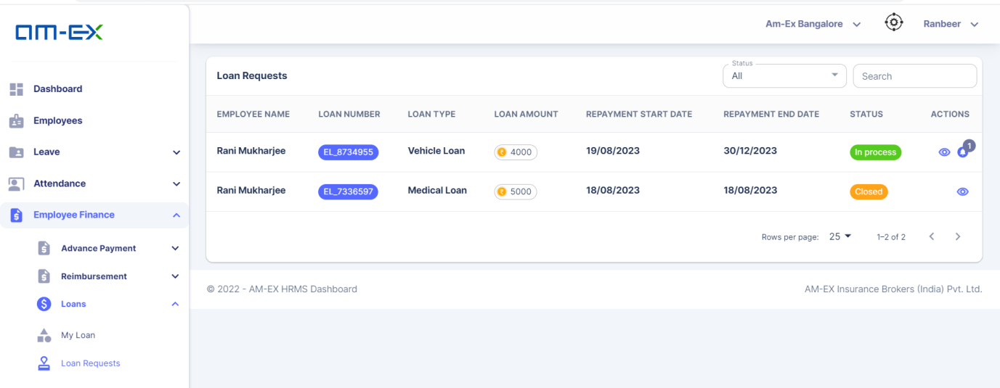 am-ex
Am-Ex Bangalore
Ranbeer
Dashboard
Employees
Leave
Attendance
Employee Finance
Advance Payment
Reimbursement
Loans
My Loan
Loan Requests
Loan Requests
Status
All
Search
EMPLOYEE NAME LOAN NUMBER LOAN TYPE LOAN AMOUNT REPAYMENT START DATE REPAYMENT END DATE STATUS ACTIONS
Rani Mukharjee EL_8734955 Vehicle Loan ₹ 4000 19/08/2023 30/12/2023 In process 1
Rani Mukharjee EL_7336597 Medical Loan ₹ 5000 18/08/2023 18/08/2023 Closed
Rows per page: 25 1–2 of 2
© 2022 - AM-EX HRMS Dashboard
AM-EX Insurance Brokers (India) Pvt. Ltd.